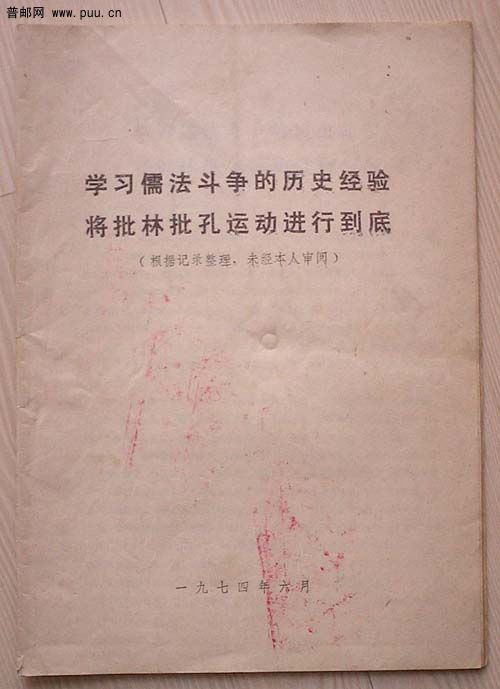 普邮网 www.puu.cn
学习儒法斗争的历史经验
将批林批孔运动进行到底
（根据记录整理，未经本人审阅）
一九七四年六月